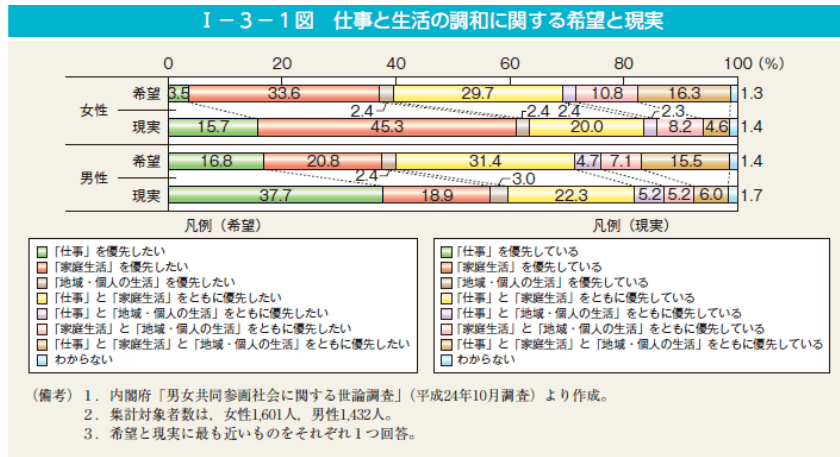 Ⅰ－３－１図　仕事と生活の調和に関する希望と現実
0 20 40 60 80 100 (%)
女性
希望 3.5 33.6 2.4 29.7 2.4 10.8 16.3 1.3
現実 15.7 45.3 2.4 20.0 2.3 8.2 4.6 1.4
男性
希望 16.8 20.8 2.4 31.4 4.7 7.1 15.5 1.4
現実 37.7 18.9 3.0 22.3 5.2 5.2 6.0 1.7
凡例（希望）
「仕事」を優先したい
「家庭生活」を優先したい
「地域・個人の生活」を優先したい
「仕事」と「家庭生活」をともに優先したい
「仕事」と「地域・個人の生活」をともに優先したい
「家庭生活」と「地域・個人の生活」をともに優先したい
「仕事」と「家庭生活」と「地域・個人の生活」をともに優先したい
わからない
凡例（現実）
「仕事」を優先している
「家庭生活」を優先している
「地域・個人の生活」を優先している
「仕事」と「家庭生活」をともに優先している
「仕事」と「地域・個人の生活」をともに優先している
「家庭生活」と「地域・個人の生活」をともに優先している
「仕事」と「家庭生活」と「地域・個人の生活」をともに優先している
わからない
（備考）１．内閣府「男女共同参画社会に関する世論調査」（平成24年10月調査）より作成。
２．集計対象者数は，女性1,601人，男性1,432人。
３．希望と現実に最も近いものをそれぞれ１つ回答。